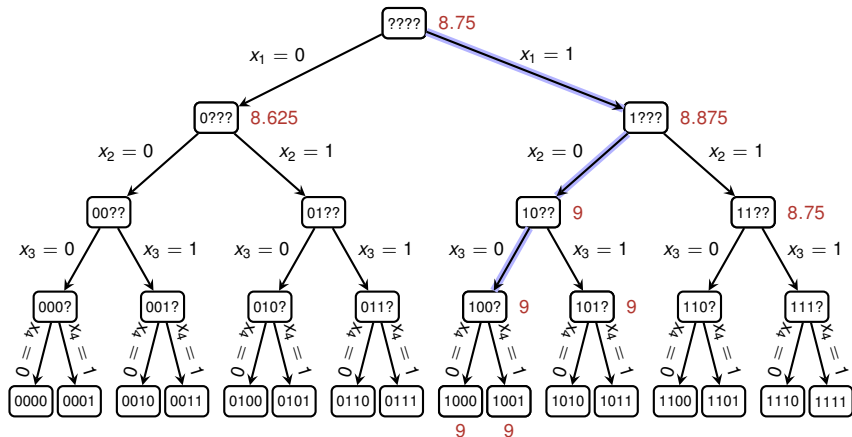 ???? 8.75
x₁ = 0 x₁ = 1
0??? 8.625 1??? 8.875
x₂ = 0 x₂ = 1 x₂ = 0 x₂ = 1
00?? 01?? 10?? 9 11?? 8.75
x₃ = 0 x₃ = 1 x₃ = 0 x₃ = 1 x₃ = 0 x₃ = 1 x₃ = 0 x₃ = 1
000? 001? 010? 011? 100? 9 101? 9 110? 111?
x₄ = 0 x₄ = 1 x₄ = 0 x₄ = 1 x₄ = 0 x₄ = 1 x₄ = 0 x₄ = 1 x₄ = 0 x₄ = 1 x₄ = 0 x₄ = 1 x₄ = 0 x₄ = 1 x₄ = 0 x₄ = 1
0000 0001 0010 0011 0100 0101 0110 0111 1000 1001 1010 1011 1100 1101 1110 1111
9 9